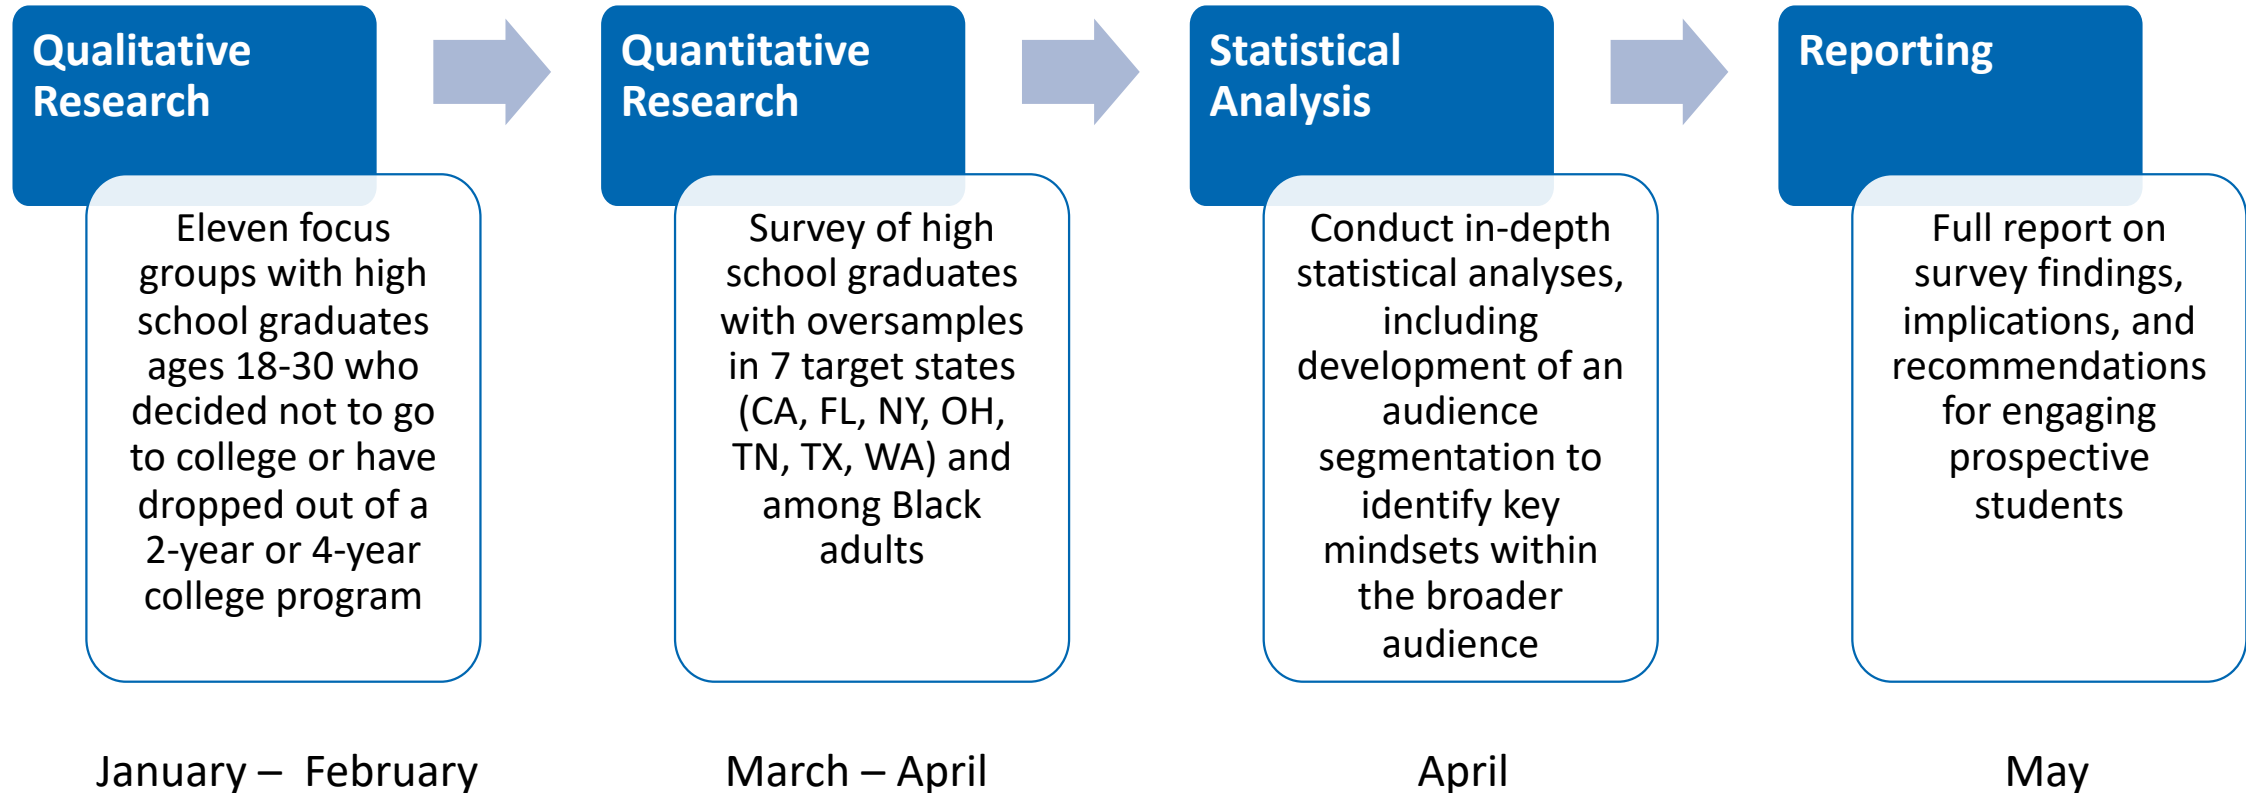 Qualitative
Research
Eleven focus
groups with high
school graduates
ages 18-30 who
decided not to go
to college or have
dropped out of a
2-year or 4-year
college program
January – February
Quantitative
Research
Survey of high
school graduates
with oversamples
in 7 target states
(CA, FL, NY, OH,
TN, TX, WA) and
among Black
adults
March – April
Statistical
Analysis
Conduct in-depth
statistical analyses,
including
development of an
audience
segmentation to
identify key
mindsets within
the broader
audience
April
Reporting
Full report on
survey findings,
implications, and
recommendations
for engaging
prospective
students
May